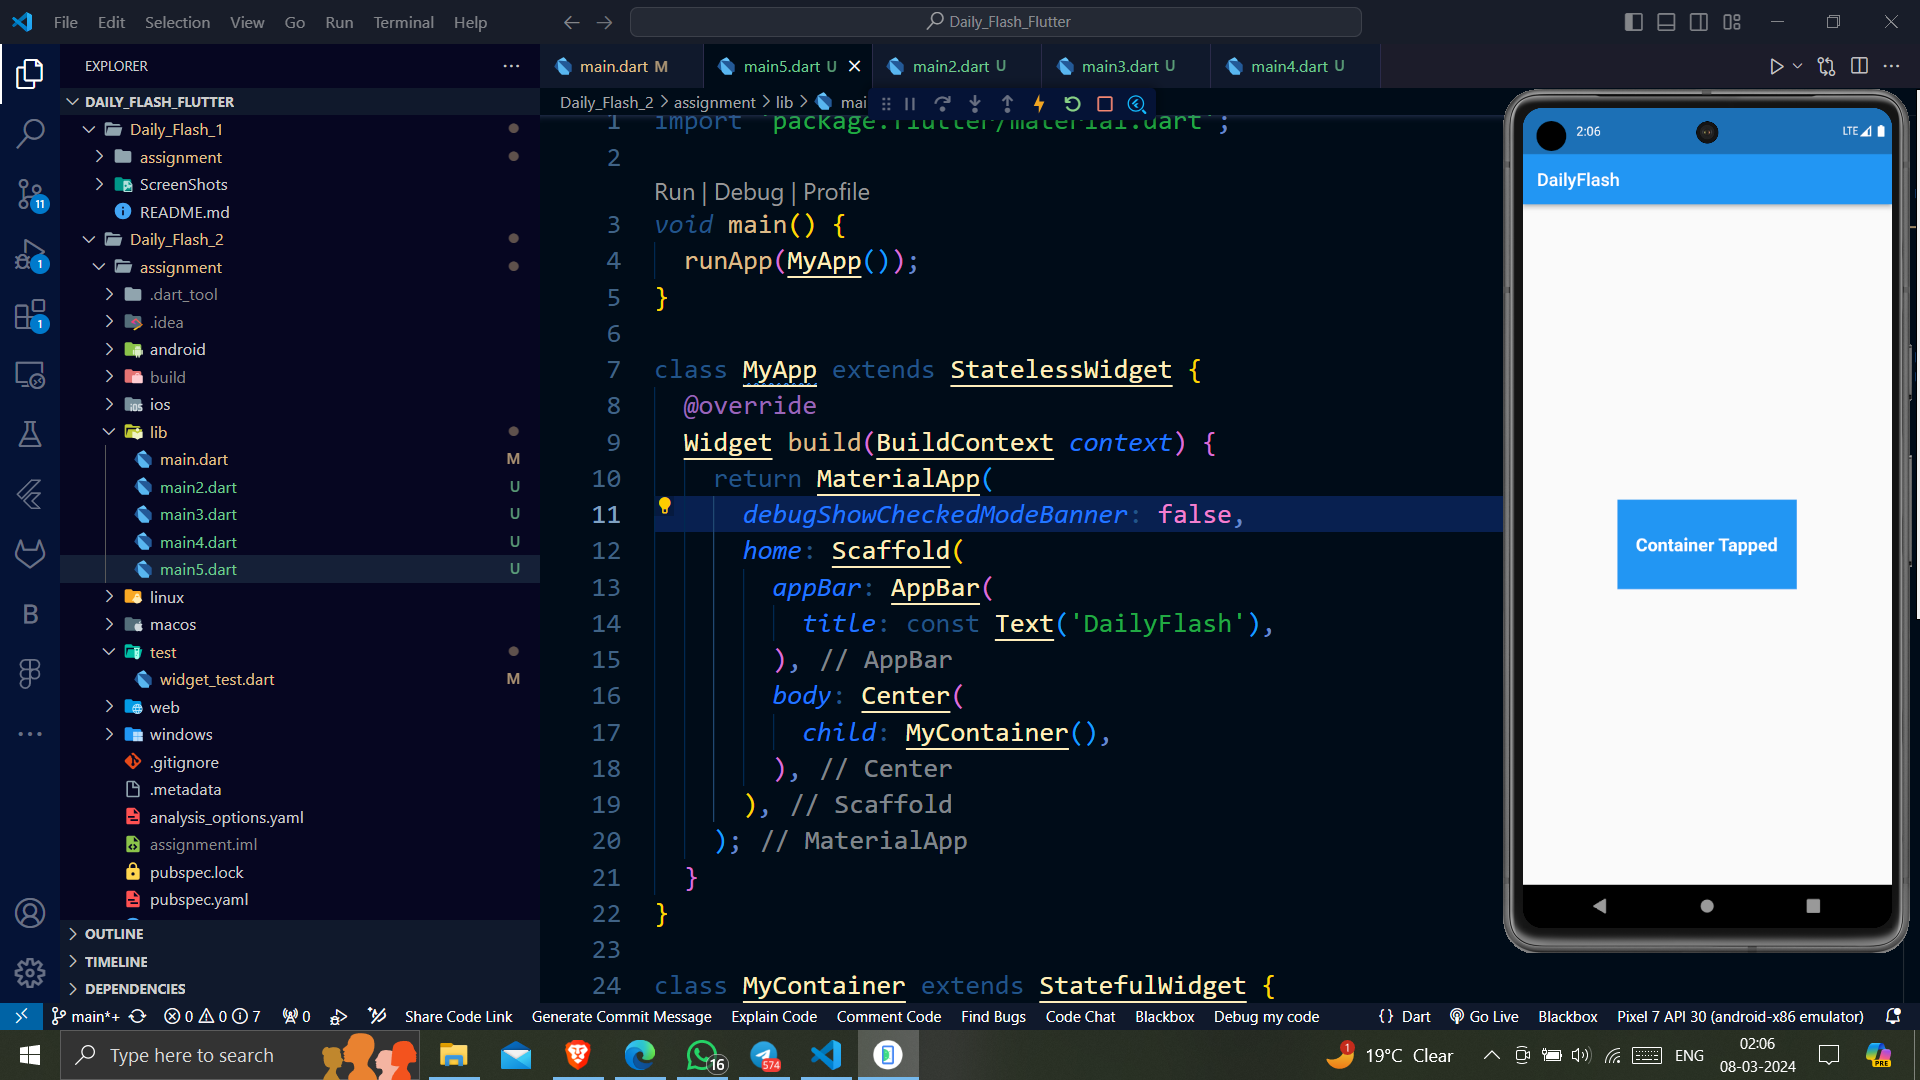 File Edit Selection View Go Run Terminal Help
Daily_Flash_Flutter
EXPLORER
DAILY_FLASH_FLUTTER
Daily_Flash_1
assignment
ScreenShots
README.md
Daily_Flash_2
assignment
.dart_tool
.idea
android
build
ios
lib
main.dart M
main2.dart U
main3.dart U
main4.dart U
main5.dart U
linux
macos
test
widget_test.dart M
web
windows
.gitignore
.metadata
analysis_options.yaml
assignment.iml
pubspec.lock
pubspec.yaml
OUTLINE
TIMELINE
DEPENDENCIES
11
1
1
main.dart M main5.dart U main2.dart U main3.dart U main4.dart U
Daily_Flash_2 > assignment > lib > mai
1 import 'package:flutter/material.dart';
2
Run | Debug | Profile
3 void main() {
4 runApp(MyApp());
5 }
6
7 class MyApp extends StatelessWidget {
8 @override
9 Widget build(BuildContext context) {
10 return MaterialApp(
11 debugShowCheckedModeBanner: false,
12 home: Scaffold(
13 appBar: AppBar(
14 title: const Text('DailyFlash'),
15 ), // AppBar
16 body: Center(
17 child: MyContainer(),
18 ), // Center
19 ), // Scaffold
20 ); // MaterialApp
21 }
22 }
23
24 class MyContainer extends StatefulWidget {
2:06 LTE
DailyFlash
Container Tapped
main*+ 0 0 7 0 Share Code Link Generate Commit Message Explain Code Comment Code Find Bugs Code Chat Blackbox Debug my code {} Dart Go Live Blackbox Pixel 7 API 30 (android-x86 emulator)
Type here to search 16 574 1 19°C Clear ENG 02:06 PRE
08-03-2024